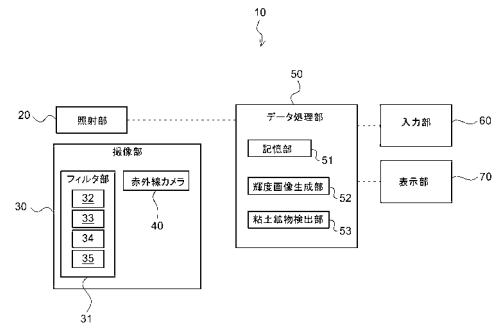 10
50
20
照射部
データ処理部
入力部
60
撮像部
記憶部
51
フィルタ部
赤外線カメラ
表示部
70
32
40
輝度画像生成部
52
30
33
34
粘土鉱物検出部
53
35
31